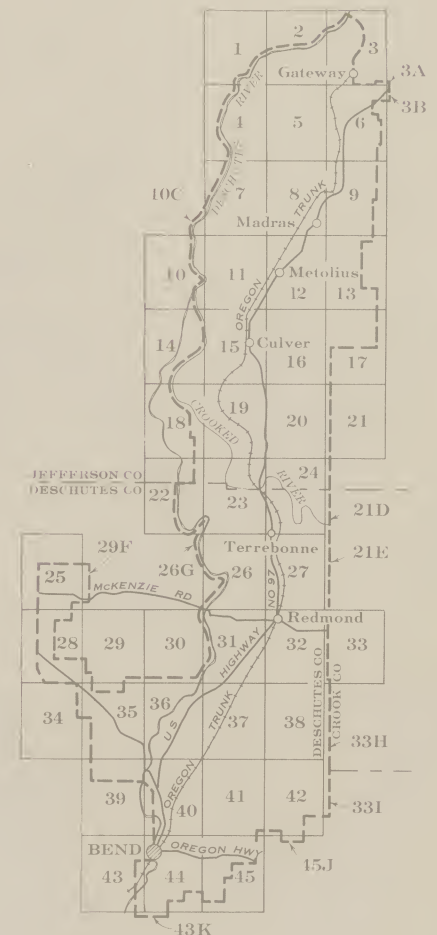 2
1
3
Gateway
3A
3B
RIVER
4
5
6
DESCHUTES
10C
7
8
9
TRUNK
Madras
10
11
Metolius
12
13
OREGON
14
15
Culver
16
17
18
CROOKED
19
20
21
JEFFERSON CO
DESCHUTES CO
22
23
24
RIVER
21D
Terrebonne
21E
29F
25
26G
26
27
McKENZIE RD
NO 97
Redmond
28
29
30
31
32
33
HIGHWAY
DESCHUTES CO
CROOK CO
34
35
36
U S
TRUNK
37
38
33H
39
OREGON
40
41
42
33I
BEND
OREGON HWY
45J
43
44
45
43K